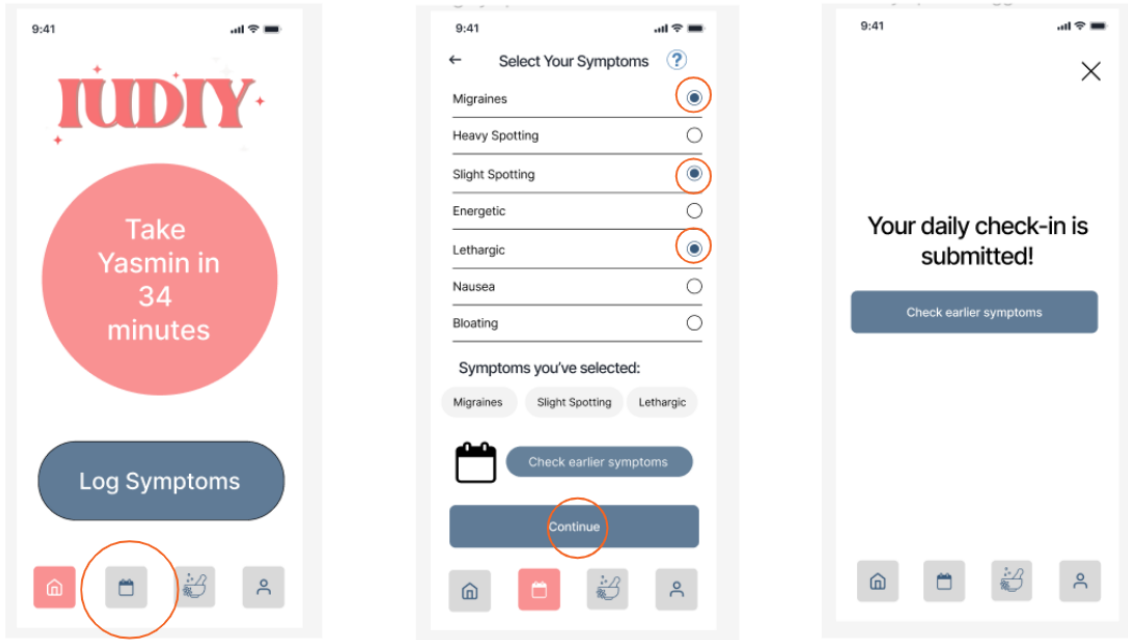 9:41
IUDIY
Take
Yasmin in
34
minutes
Log Symptoms
9:41
Select Your Symptoms
?
Migraines
Heavy Spotting
Slight Spotting
Energetic
Lethargic
Nausea
Bloating
Symptoms you've selected:
Migraines Slight Spotting Lethargic
Check earlier symptoms
Continue
9:41
Your daily check-in is
submitted!
Check earlier symptoms